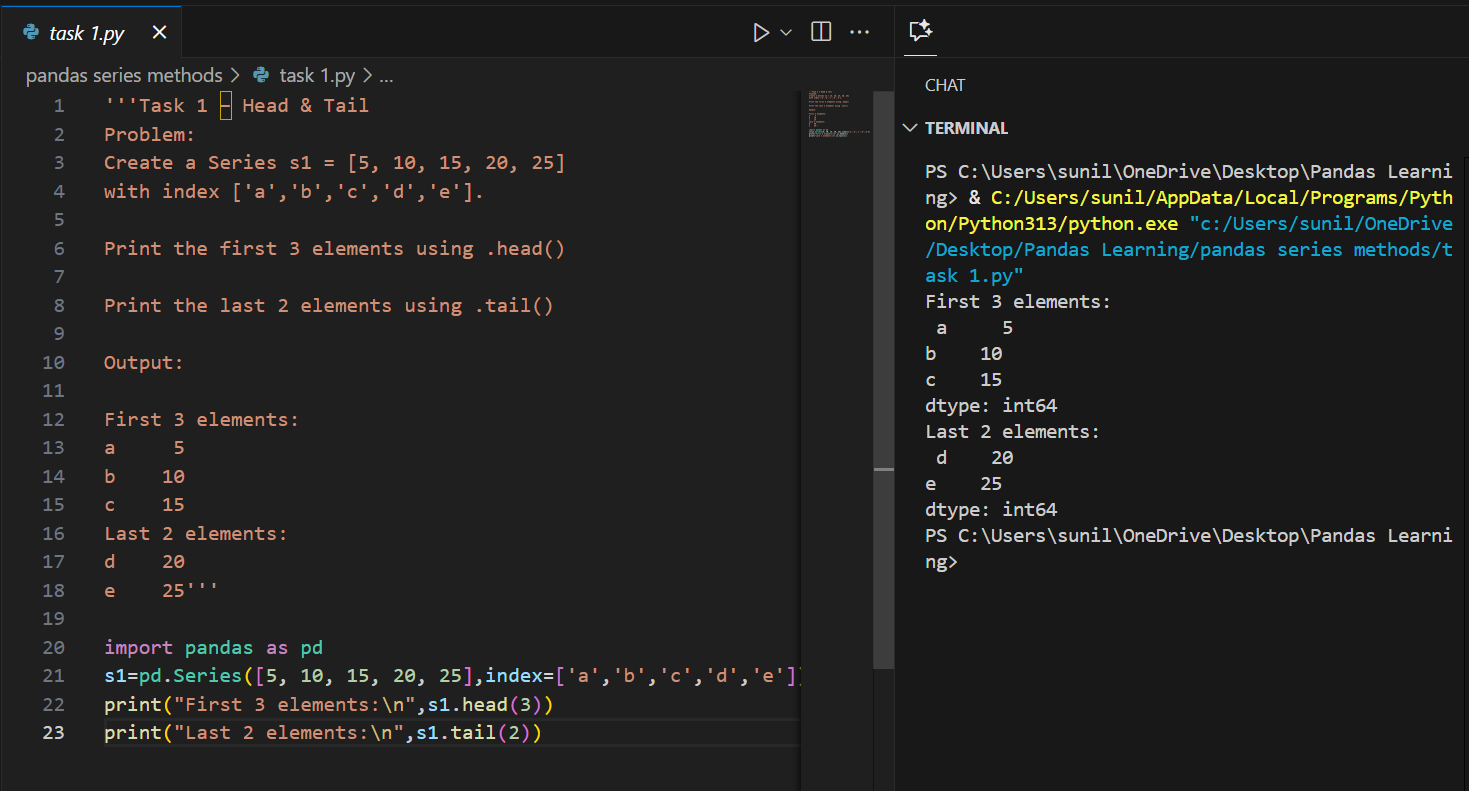 task 1.py
pandas series methods > task 1.py > ...
1 '''Task 1 – Head & Tail
2 Problem:
3 Create a Series s1 = [5, 10, 15, 20, 25]
4 with index ['a','b','c','d','e'].
5
6 Print the first 3 elements using .head()
7
8 Print the last 2 elements using .tail()
9
10 Output:
11
12 First 3 elements:
13 a     5
14 b    10
15 c    15
16 Last 2 elements:
17 d    20
18 e    25'''
19
20 import pandas as pd
21 s1=pd.Series([5, 10, 15, 20, 25],index=['a','b','c','d','e'])
22 print("First 3 elements:\n",s1.head(3))
23 print("Last 2 elements:\n",s1.tail(2))
CHAT
TERMINAL
PS C:\Users\sunil\OneDrive\Desktop\Pandas Learni
ng> & C:/Users/sunil/AppData/Local/Programs/Pyth
on/Python313/python.exe "c:/Users/sunil/OneDrive
/Desktop/Pandas Learning/pandas series methods/t
ask 1.py"
First 3 elements:
 a     5
b    10
c    15
dtype: int64
Last 2 elements:
 d    20
e    25
dtype: int64
PS C:\Users\sunil\OneDrive\Desktop\Pandas Learni
ng>